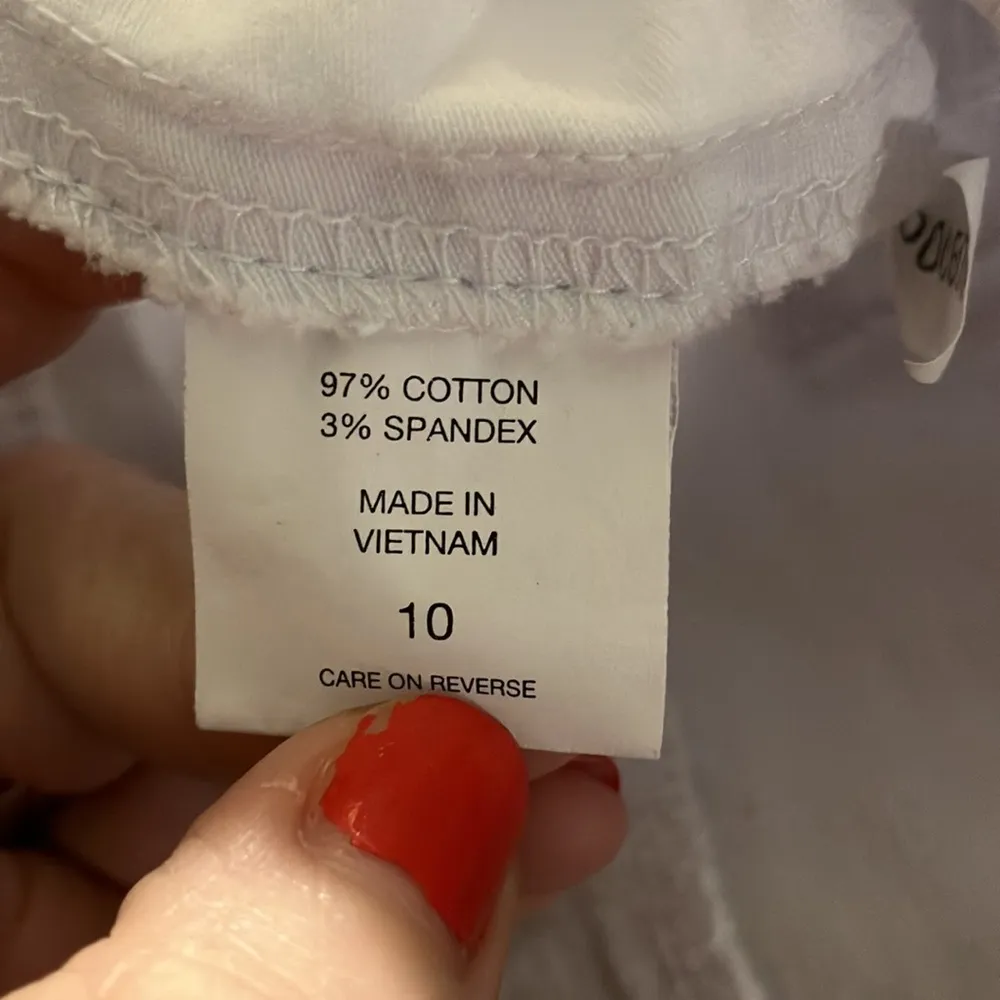 97% COTTON
3% SPANDEX
MADE IN
VIETNAM
10
CARE ON REVERSE